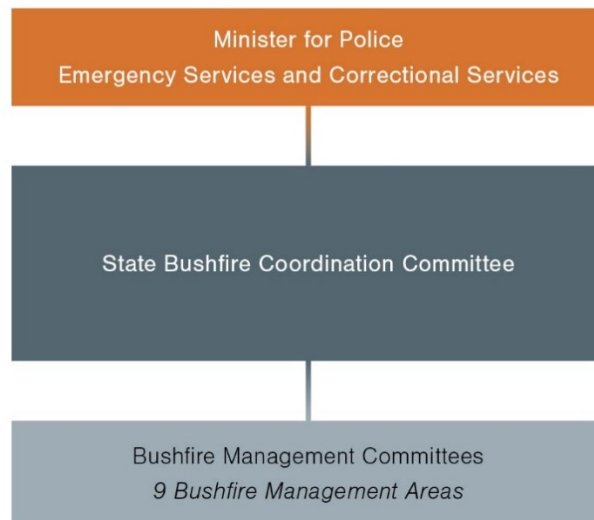 Minister for Police
Emergency Services and Correctional Services
State Bushfire Coordination Committee
Bushfire Management Committees
9 Bushfire Management Areas